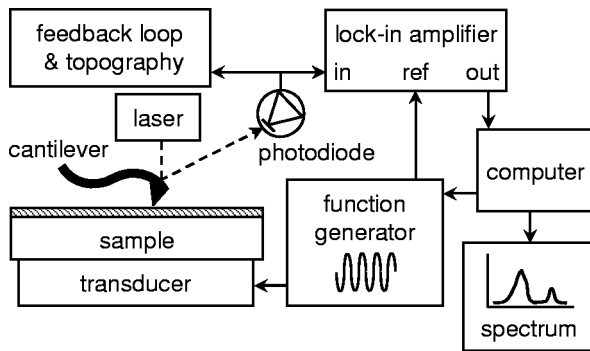 feedback loop
& topography
lock-in amplifier
in ref out
laser
cantilever
photodiode
computer
function
generator
sample
transducer
spectrum